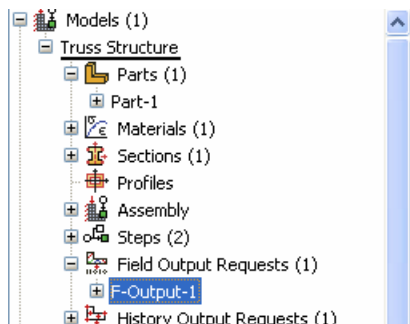 Models (1)
Truss Structure
Parts (1)
Part-1
Materials (1)
Sections (1)
Profiles
Assembly
Steps (2)
Field Output Requests (1)
F-Output-1
History Output Requests (1)